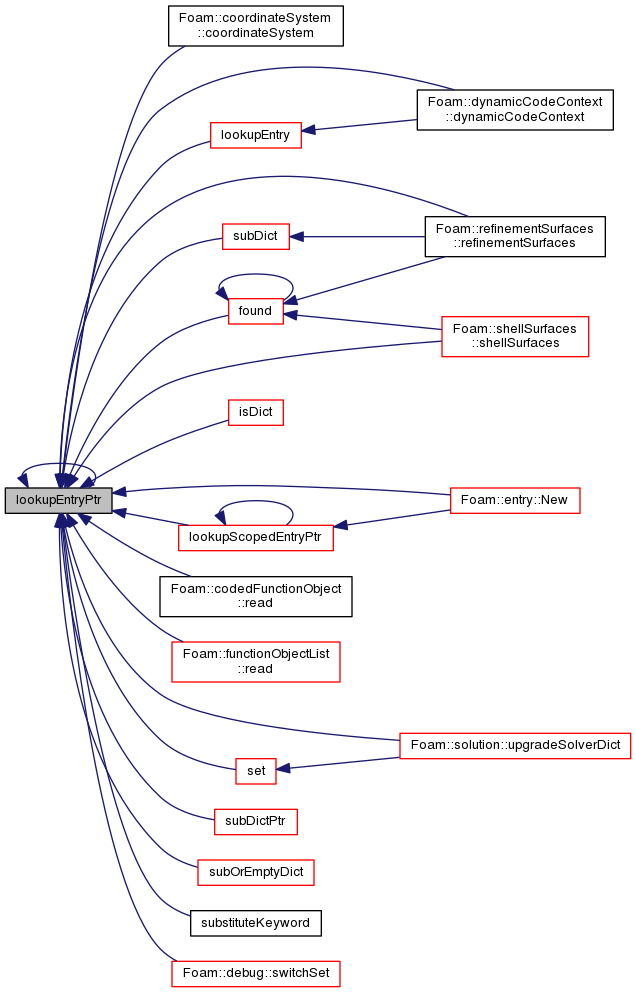 Foam::coordinateSystem
::coordinateSystem
Foam::dynamicCodeContext
::dynamicCodeContext
lookupEntry
Foam::refinementSurfaces
::refinementSurfaces
subDict
found
Foam::shellSurfaces
::shellSurfaces
isDict
lookupEntryPtr
Foam::entry::New
lookupScopedEntryPtr
Foam::codedFunctionObject
::read
Foam::functionObjectList
::read
Foam::solution::upgradeSolverDict
set
subDictPtr
subOrEmptyDict
substituteKeyword
Foam::debug::switchSet